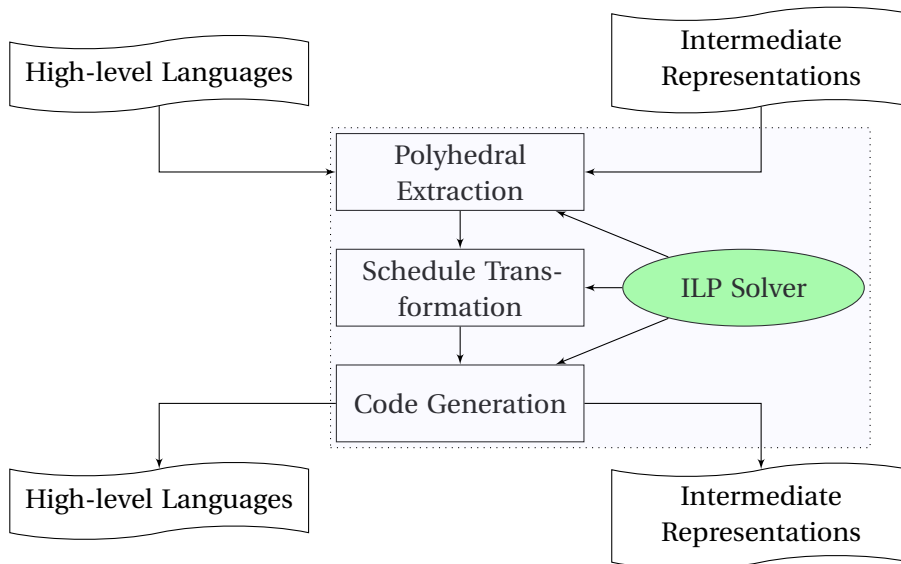 High-level Languages
Intermediate
Representations
Polyhedral
Extraction
Schedule Trans-
formation
ILP Solver
Code Generation
High-level Languages
Intermediate
Representations